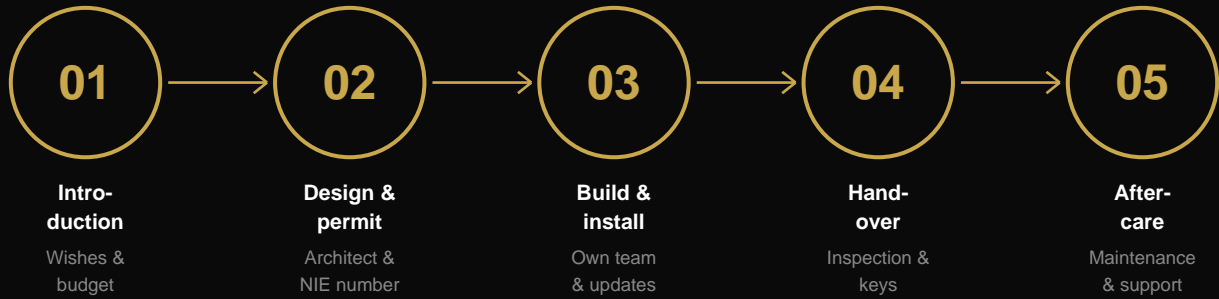 01
02
03
04
05
Intro-
duction
Wishes &
budget
Design &
permit
Architect &
NIE number
Build &
install
Own team
& updates
Hand-
over
Inspection &
keys
After-
care
Maintenance
& support